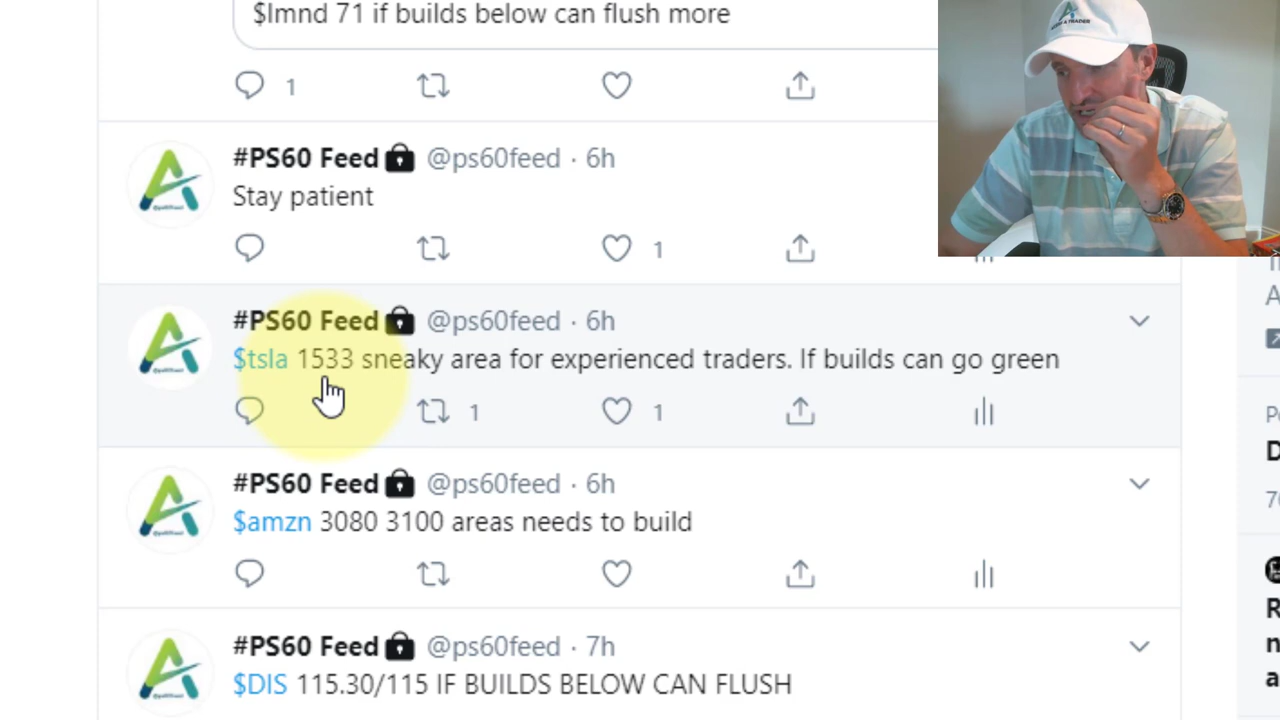 $lmnd 71 if builds below can flush more
1
#PS60 Feed @ps60feed · 6h
Stay patient
1
#PS60 Feed @ps60feed · 6h
$tsla 1533 sneaky area for experienced traders. If builds can go green
1 1
#PS60 Feed @ps60feed · 6h
$amzn 3080 3100 areas needs to build
#PS60 Feed @ps60feed · 7h
$DIS 115.30/115 IF BUILDS BELOW CAN FLUSH